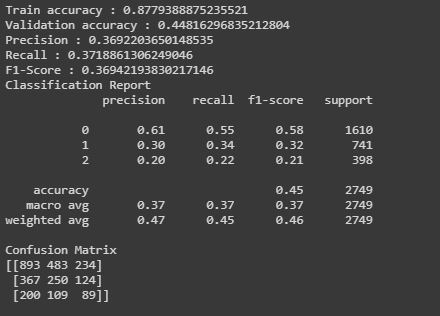 Train accuracy : 0.8779388875235521
Validation accuracy : 0.44816296835212804
Precision : 0.3692203650148535
Recall : 0.3718861306249046
F1-Score : 0.36942193830217146
Classification Report
precision recall f1-score support
0 0.61 0.55 0.58 1610
1 0.30 0.34 0.32 741
2 0.20 0.22 0.21 398
accuracy 0.45 2749
macro avg 0.37 0.37 0.37 2749
weighted avg 0.47 0.45 0.46 2749
Confusion Matrix
[[893 483 234]
[367 250 124]
[200 109 89]]